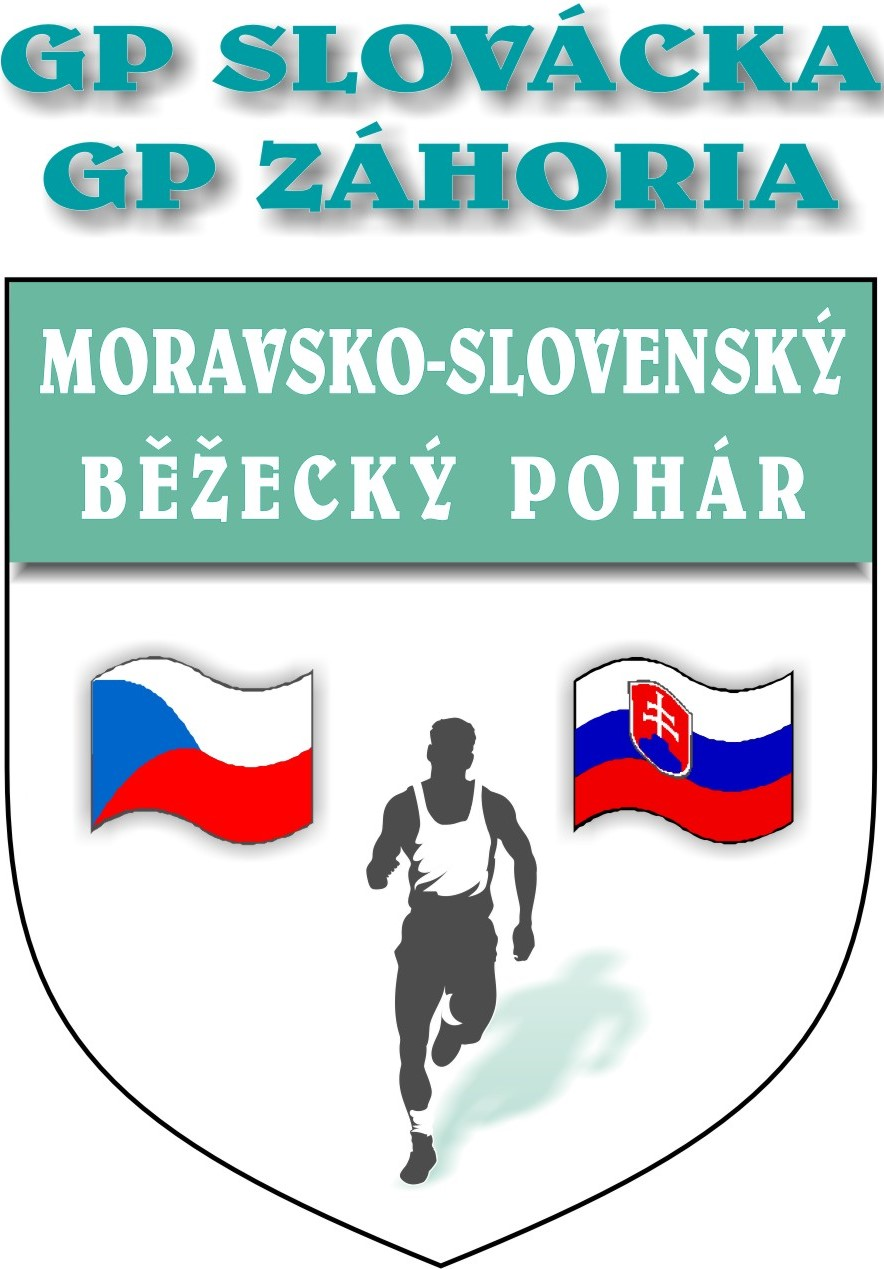 GP SLOVÁCKA
GP ZÁHORIA
MORAVSKO-SLOVENSKÝ
BĚŽECKÝ POHÁR